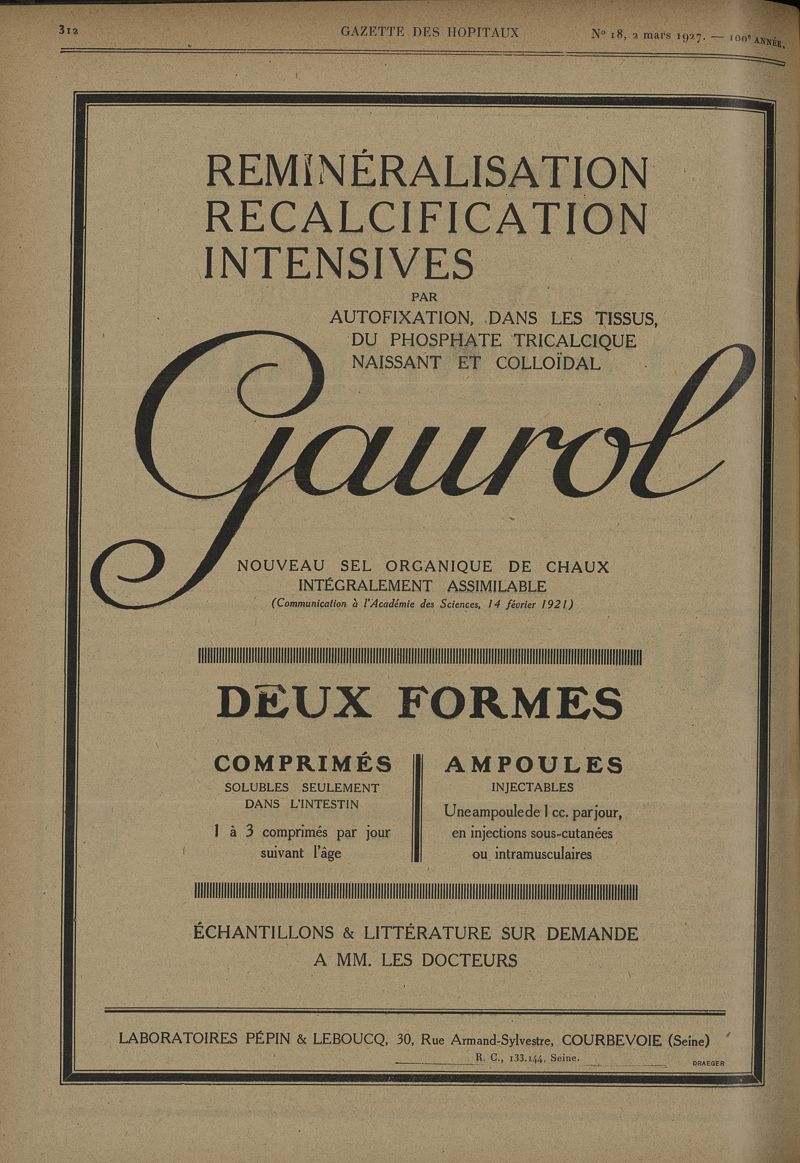 312
GAZETTE DES HOPITAUX
N° 18, 2 mars 1927. — 100e ANNÉE.
REMINÉRALISATION
RECALCIFICATION
INTENSIVES
PAR
AUTOFIXATION, DANS LES TISSUS,
DU PHOSPHATE TRICALCIQUE
NAISSANT ET COLLOÏDAL
Gaurol
NOUVEAU SEL ORGANIQUE DE CHAUX
INTÉGRALEMENT ASSIMILABLE
(Communication à l'Académie des Sciences, 14 février 1921)
DEUX FORMES
COMPRIMÉS
SOLUBLES SEULEMENT
DANS L'INTESTIN
1 à 3 comprimés par jour
suivant l'âge
AMPOULES
INJECTABLES
Une ampoule de 1 cc. par jour,
en injections sous-cutanées
ou intramusculaires
ÉCHANTILLONS & LITTÉRATURE SUR DEMANDE
A MM. LES DOCTEURS
LABORATOIRES PÉPIN & LEBOUCQ, 30, Rue Armand-Sylvestre, COURBEVOIE (Seine)
R. C., 133.144, Seine.
DRAEGER